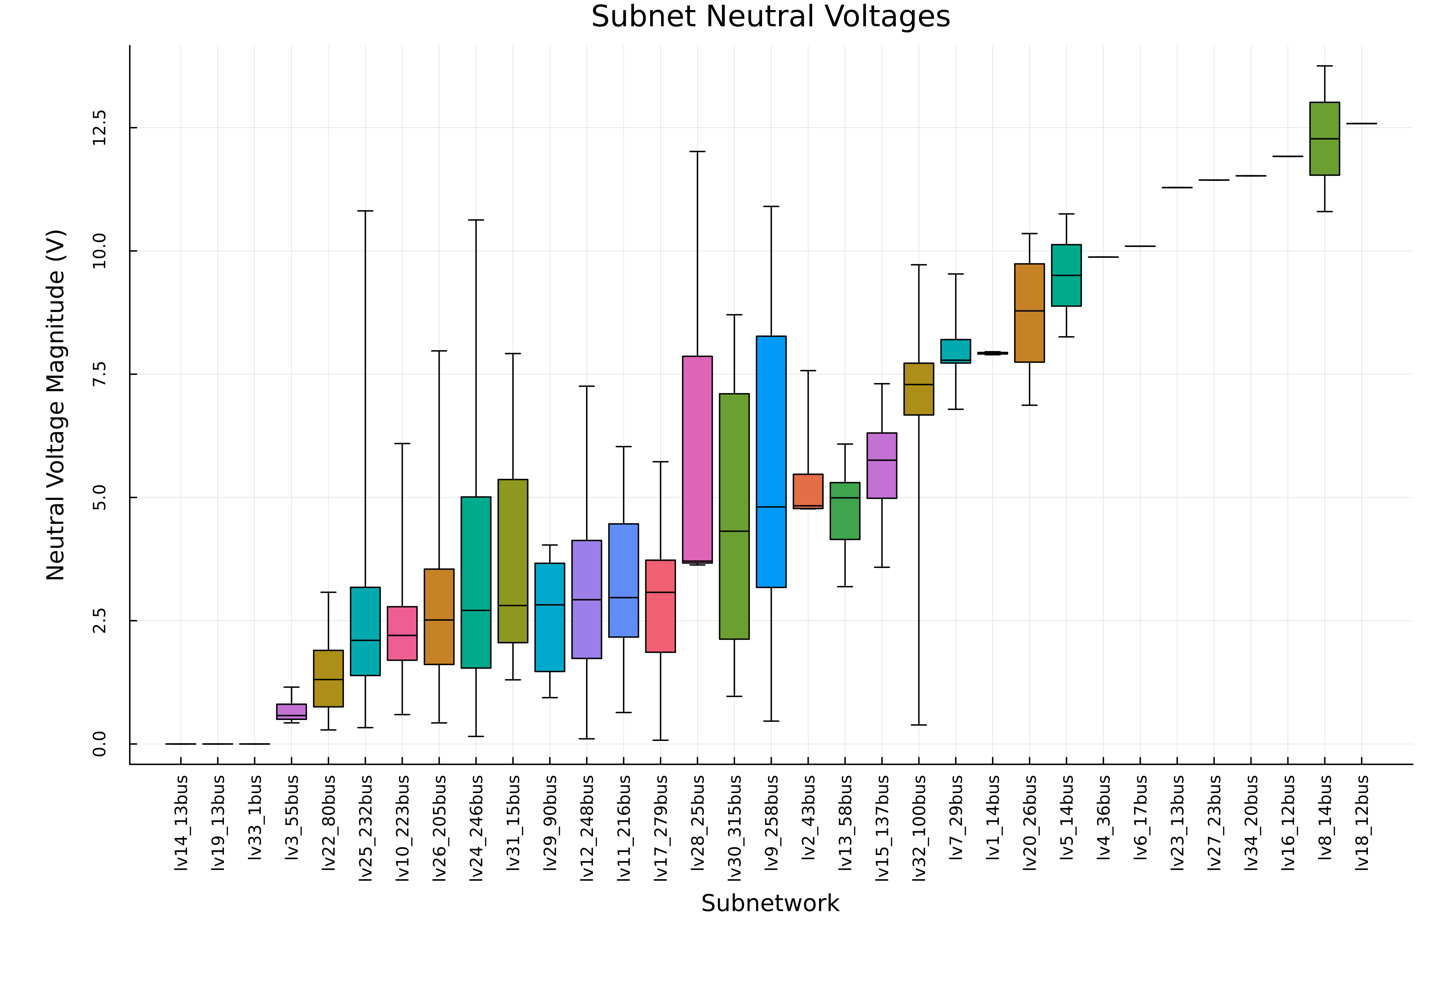 Subnet Neutral Voltages
Neutral Voltage Magnitude (V)
12.5
10.0
7.5
5.0
2.5
0.0
lv14_13bus
lv19_13bus
lv33_1bus
lv3_55bus
lv22_80bus
lv25_232bus
lv10_223bus
lv26_205bus
lv24_246bus
lv31_155bus
lv29_90bus
lv12_248bus
lv11_216bus
lv17_279bus
lv28_25bus
lv30_315bus
lv9_258bus
lv2_43bus
lv13_58bus
lv15_137bus
lv32_100bus
lv7_29bus
lv1_14bus
lv20_26bus
lv5_14bus
lv4_36bus
lv6_17bus
lv23_13bus
lv27_23bus
lv34_20bus
lv16_12bus
lv8_14bus
lv18_12bus
Subnetwork